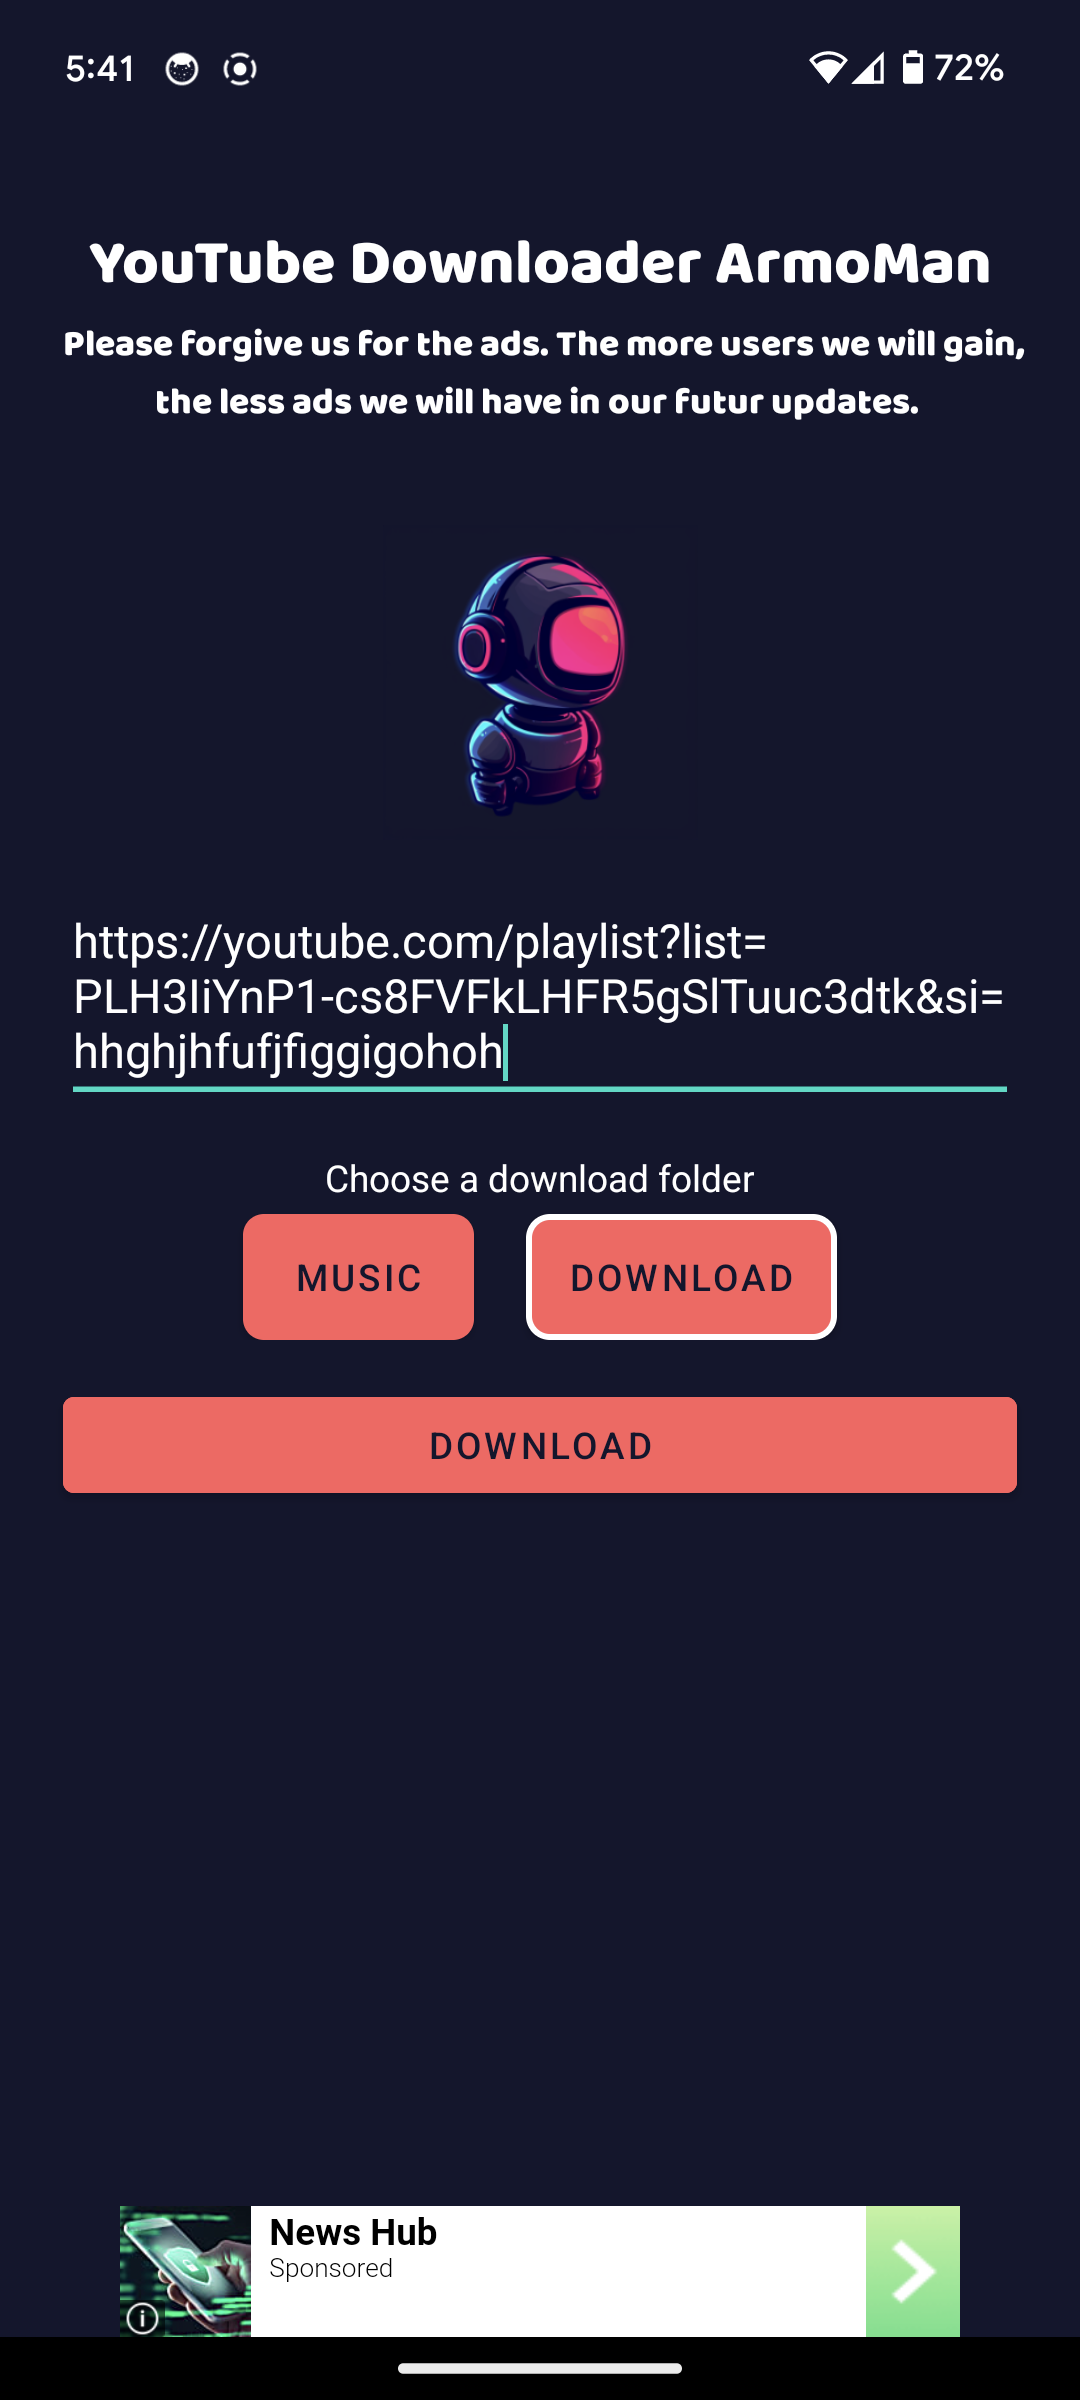 5:41
72%
YouTube Downloader ArmoMan
Please forgive us for the ads. The more users we will gain,
the less ads we will have in our futur updates.
https://youtube.com/playlist?list=
PLH3IiYnP1-cs8FVFkLHFR5gSlTuuc3dtk&si=
hhghjhfufjfiggigohoh
Choose a download folder
MUSIC
DOWNLOAD
DOWNLOAD
News Hub
Sponsored